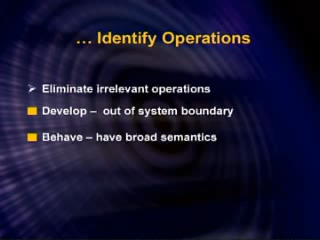 ... Identify Operations
Eliminate irrelevant operations
Develop – out of system boundary
Behave – have broad semantics